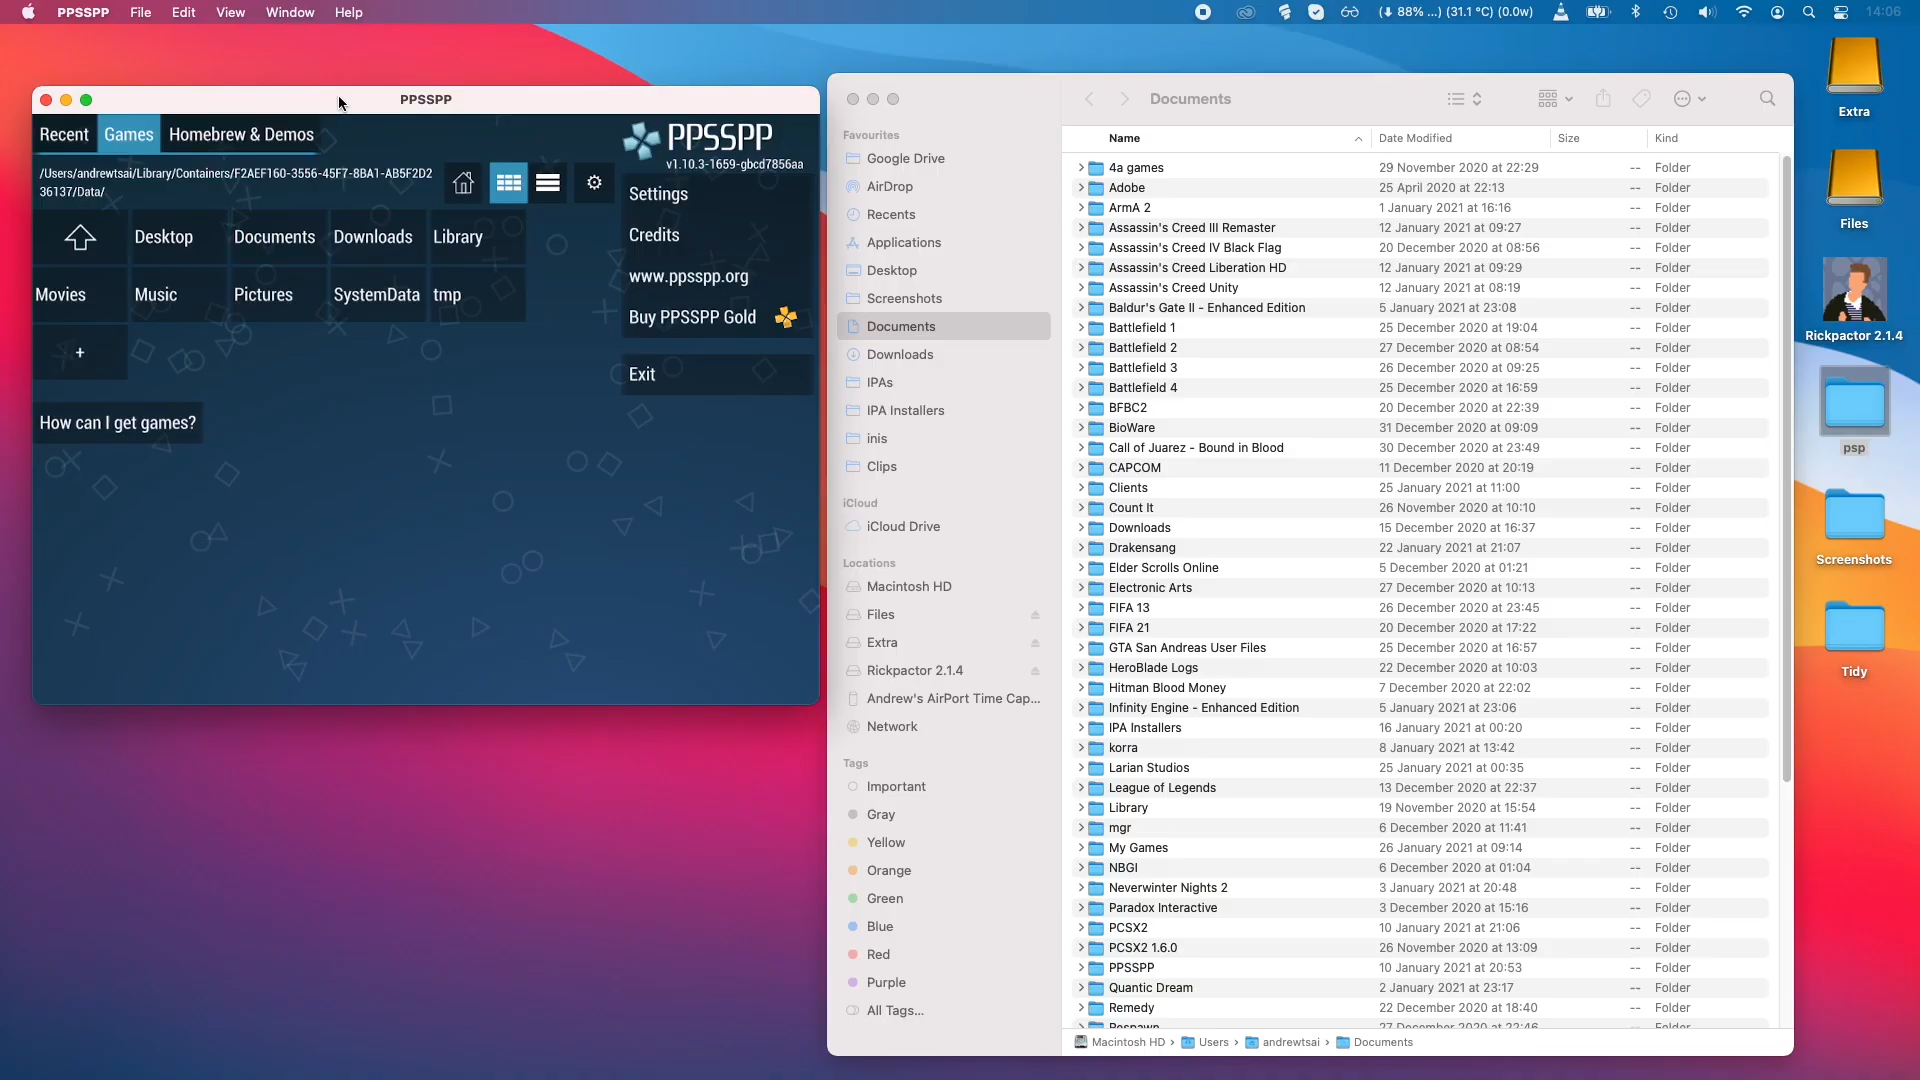 PPSSPP File Edit View Window Help
(⬇ 88% ...) (31.1 °C) (0.0w) 14:06
PPSSPP
Recent Games Homebrew & Demos
PPSSPP
v1.10.3-1659-gbcd7856aa
/Users/andrewtsai/Library/Containers/F2AEF160-3556-45F7-8BA1-AB5F2D2
36137/Data/
Desktop Documents Downloads Library
Movies Music Pictures SystemData tmp
+
How can I get games?
Settings
Credits
www.ppsspp.org
Buy PPSSPP Gold
Exit
Favourites
Google Drive
AirDrop
Recents
Applications
Desktop
Screenshots
Documents
Downloads
IPAs
IPA Installers
inis
Clips
iCloud
iCloud Drive
Locations
Macintosh HD
Files
Extra
Rickpactor 2.1.4
Andrew's AirPort Time Cap...
Network
Tags
Important
Gray
Yellow
Orange
Green
Blue
Red
Purple
All Tags...
Documents
Name Date Modified Size Kind
4a games 29 November 2020 at 22:29 -- Folder
Adobe 25 April 2020 at 22:13 -- Folder
ArmA 2 1 January 2021 at 16:16 -- Folder
Assassin's Creed III Remaster 12 January 2021 at 09:27 -- Folder
Assassin's Creed IV Black Flag 20 December 2020 at 08:56 -- Folder
Assassin's Creed Liberation HD 12 January 2021 at 09:29 -- Folder
Assassin's Creed Unity 12 January 2021 at 08:19 -- Folder
Baldur's Gate II - Enhanced Edition 5 January 2021 at 23:08 -- Folder
Battlefield 1 25 December 2020 at 19:04 -- Folder
Battlefield 2 27 December 2020 at 08:54 -- Folder
Battlefield 3 26 December 2020 at 09:25 -- Folder
Battlefield 4 25 December 2020 at 16:59 -- Folder
BFBC2 20 December 2020 at 22:39 -- Folder
BioWare 31 December 2020 at 09:09 -- Folder
Call of Juarez - Bound in Blood 30 December 2020 at 23:49 -- Folder
CAPCOM 11 December 2020 at 20:19 -- Folder
Clients 25 January 2021 at 11:00 -- Folder
Count It 26 November 2020 at 10:10 -- Folder
Downloads 15 December 2020 at 16:37 -- Folder
Drakensang 22 January 2021 at 21:07 -- Folder
Elder Scrolls Online 5 December 2020 at 01:21 -- Folder
Electronic Arts 27 December 2020 at 10:13 -- Folder
FIFA 13 26 December 2020 at 23:45 -- Folder
FIFA 21 20 December 2020 at 17:22 -- Folder
GTA San Andreas User Files 25 December 2020 at 16:57 -- Folder
HeroBlade Logs 22 December 2020 at 10:03 -- Folder
Hitman Blood Money 7 December 2020 at 22:02 -- Folder
Infinity Engine - Enhanced Edition 5 January 2021 at 23:06 -- Folder
IPA Installers 16 January 2021 at 00:20 -- Folder
korra 8 January 2021 at 13:42 -- Folder
Larian Studios 25 January 2021 at 00:35 -- Folder
League of Legends 13 December 2020 at 22:37 -- Folder
Library 19 November 2020 at 15:54 -- Folder
mgr 6 December 2020 at 11:41 -- Folder
My Games 26 January 2021 at 09:14 -- Folder
NBGI 6 December 2020 at 01:04 -- Folder
Neverwinter Nights 2 3 January 2021 at 20:48 -- Folder
Paradox Interactive 3 December 2020 at 15:16 -- Folder
PCSX2 10 January 2021 at 21:06 -- Folder
PCSX2 1.6.0 26 November 2020 at 13:09 -- Folder
PPSSPP 10 January 2021 at 20:53 -- Folder
Quantic Dream 2 January 2021 at 23:17 -- Folder
Remedy 22 December 2020 at 18:40 -- Folder
Respawn 27 December 2020 at 22:46 -- Folder
Macintosh HD › Users › andrewtsai › Documents
Extra
Files
Rickpactor 2.1.4
psp
Screenshots
Tidy